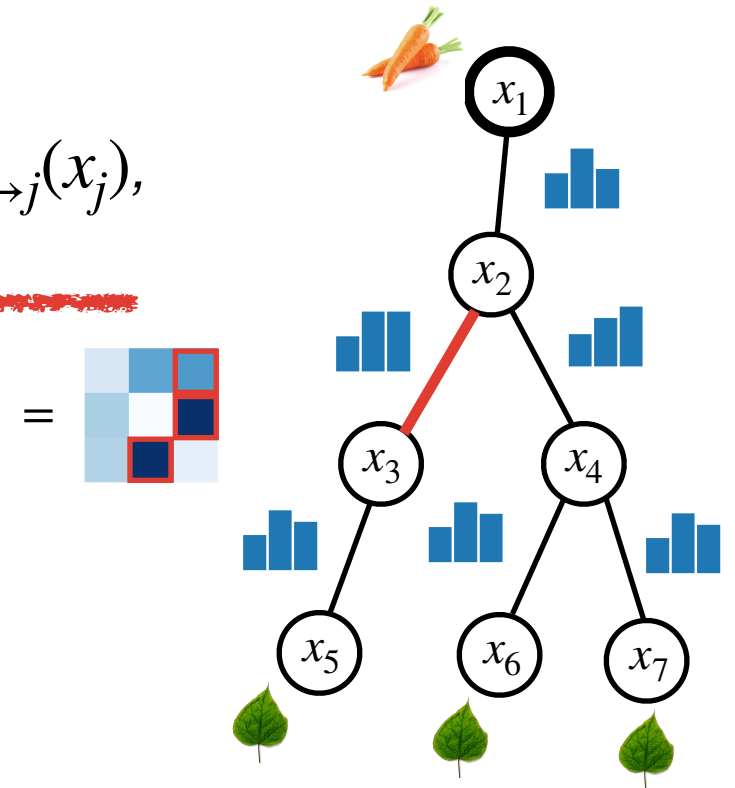 x₁
→j(xⱼ),
x₂
=
x₃ x₄
x₅ x₆ x₇